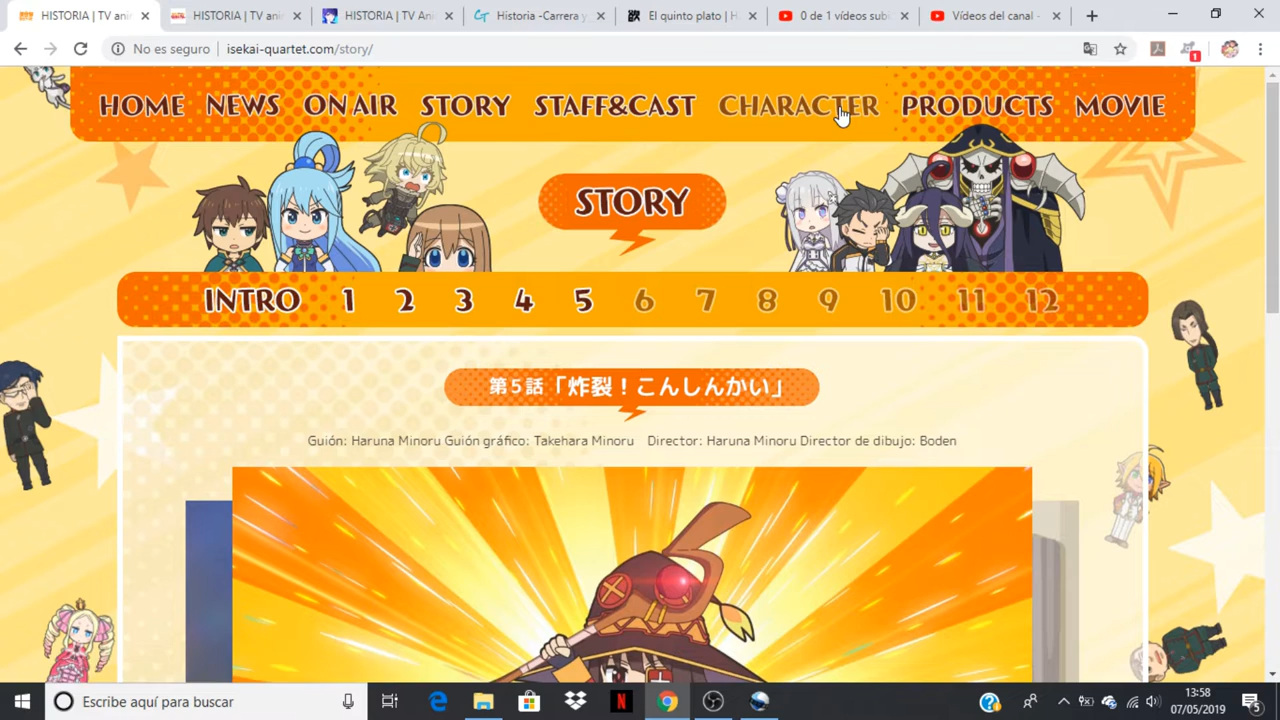 HISTORIA | TV anim
HISTORIA | TV ani
HISTORIA | TV Ani
Historia -Carrera y
El quinto plato | H
0 de 1 vídeos subi
Vídeos del canal -
No es seguro
isekai-quartet.com/story/
1
HOME NEWS ON AIR STORY STAFF&CAST CHARACTER PRODUCTS MOVIE
STORY
INTRO 1 2 3 4 5 6 7 8 9 10 11 12
第5話「炸裂！こんしんかい」
Guión: Haruna Minoru Guión gráfico: Takehara Minoru Director: Haruna Minoru Director de dibujo: Boden
Escribe aquí para buscar
13:58
07/05/2019
5